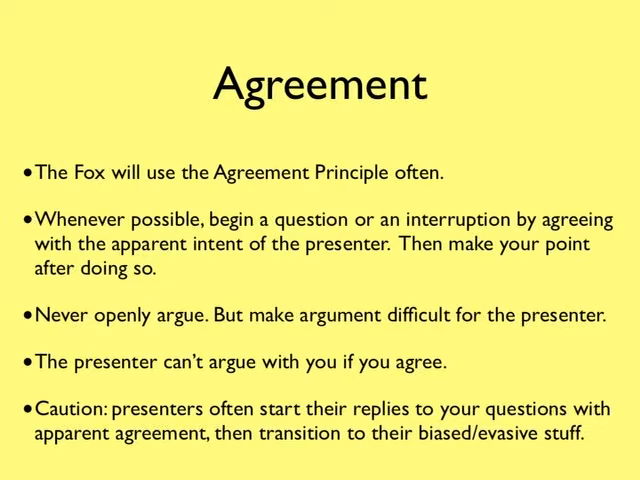 Agreement
•The Fox will use the Agreement Principle often.
•Whenever possible, begin a question or an interruption by agreeing
with the apparent intent of the presenter.  Then make your point
after doing so.
•Never openly argue. But make argument difficult for the presenter.
•The presenter can’t argue with you if you agree.
•Caution: presenters often start their replies to your questions with
apparent agreement, then transition to their biased/evasive stuff.